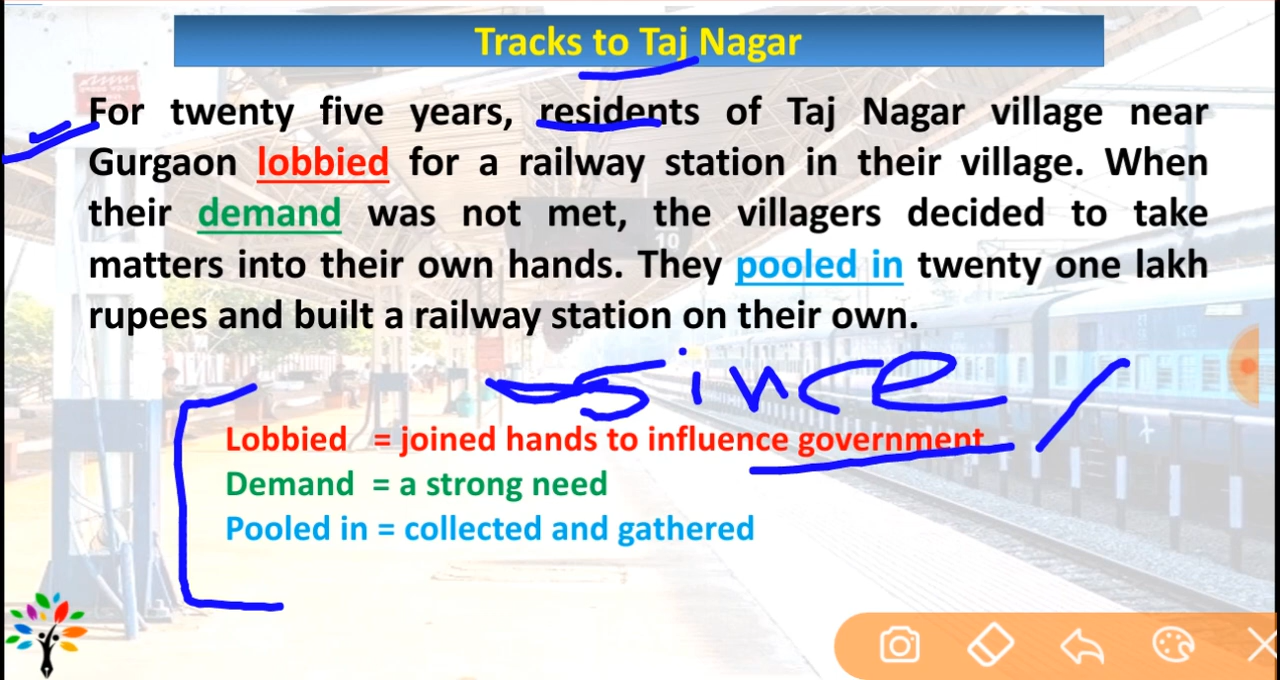 Tracks to Taj Nagar
For twenty five years, residents of Taj Nagar village near
Gurgaon lobbied for a railway station in their village. When
their demand was not met, the villagers decided to take
matters into their own hands. They pooled in twenty one lakh
rupees and built a railway station on their own.
since
Lobbied = joined hands to influence government
Demand = a strong need
Pooled in = collected and gathered